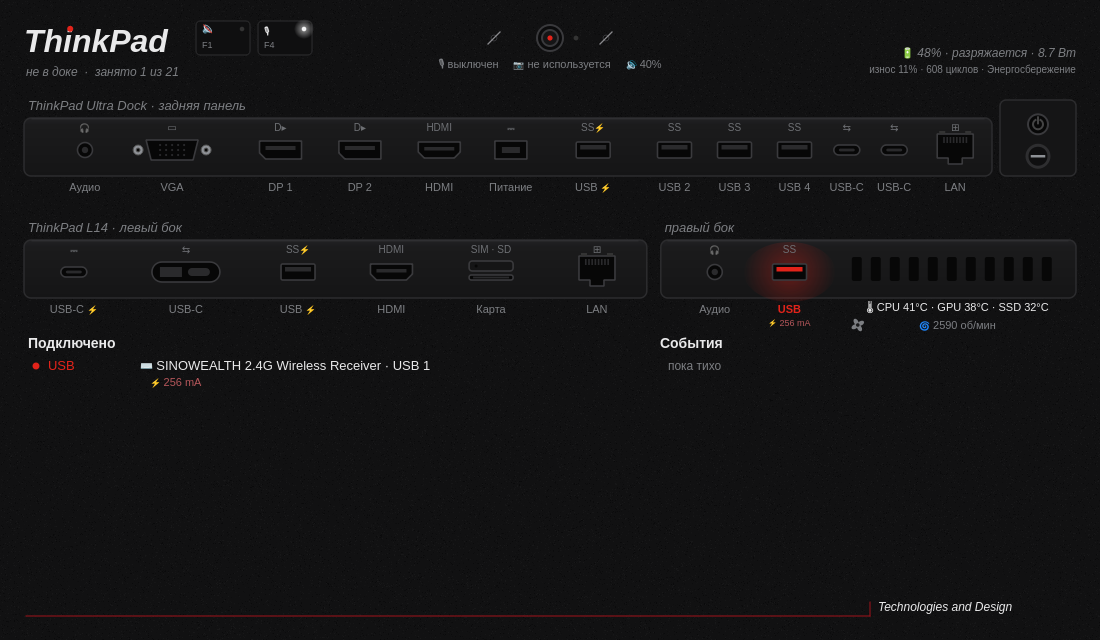 ThinkPad
F1
F4
не в доке · занято 1 из 21
выключен
не используется
40%
48% · разряжается · 8.7 Вт
износ 11% · 608 циклов · Энергосбережение
ThinkPad Ultra Dock · задняя панель
D▸ D▸ HDMI SS⚡ SS SS SS
Аудио VGA DP 1 DP 2 HDMI Питание USB ⚡ USB 2 USB 3 USB 4 USB-C USB-C LAN
ThinkPad L14 · левый бок
SS⚡ HDMI SIM · SD
USB-C ⚡ USB-C USB ⚡ HDMI Карта LAN
правый бок
SS
Аудио USB
⚡ 256 mA
CPU 41°C · GPU 38°C · SSD 32°C
2590 об/мин
Подключено
USB SINOWEALTH 2.4G Wireless Receiver · USB 1
⚡ 256 mA
События
пока тихо
Technologies and Design